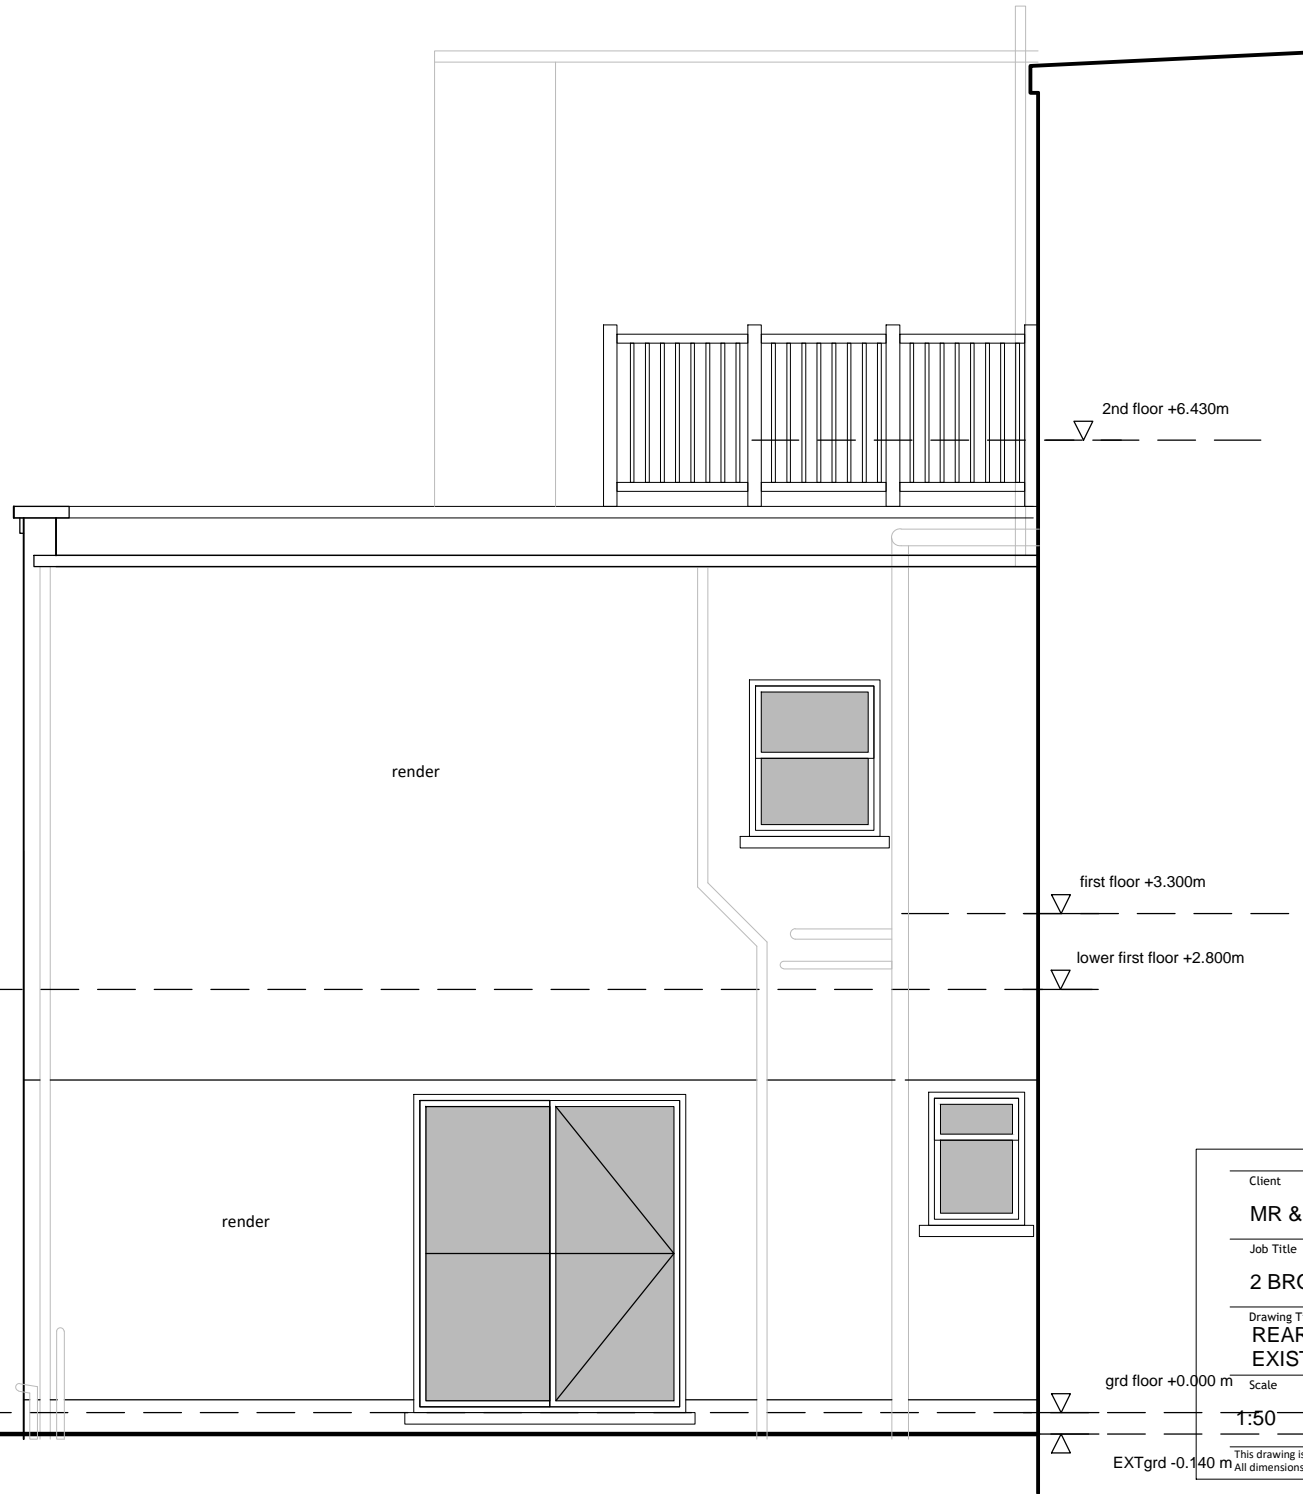 2nd floor +6.430m
render
first floor +3.300m
lower first floor +2.800m
render
grd floor +0.000 m
EXTgrd -0.140 m
Client
MR &
Job Title
2 BRO
Drawing T
REAR
EXIST
Scale
1:50
This drawing is
All dimensions